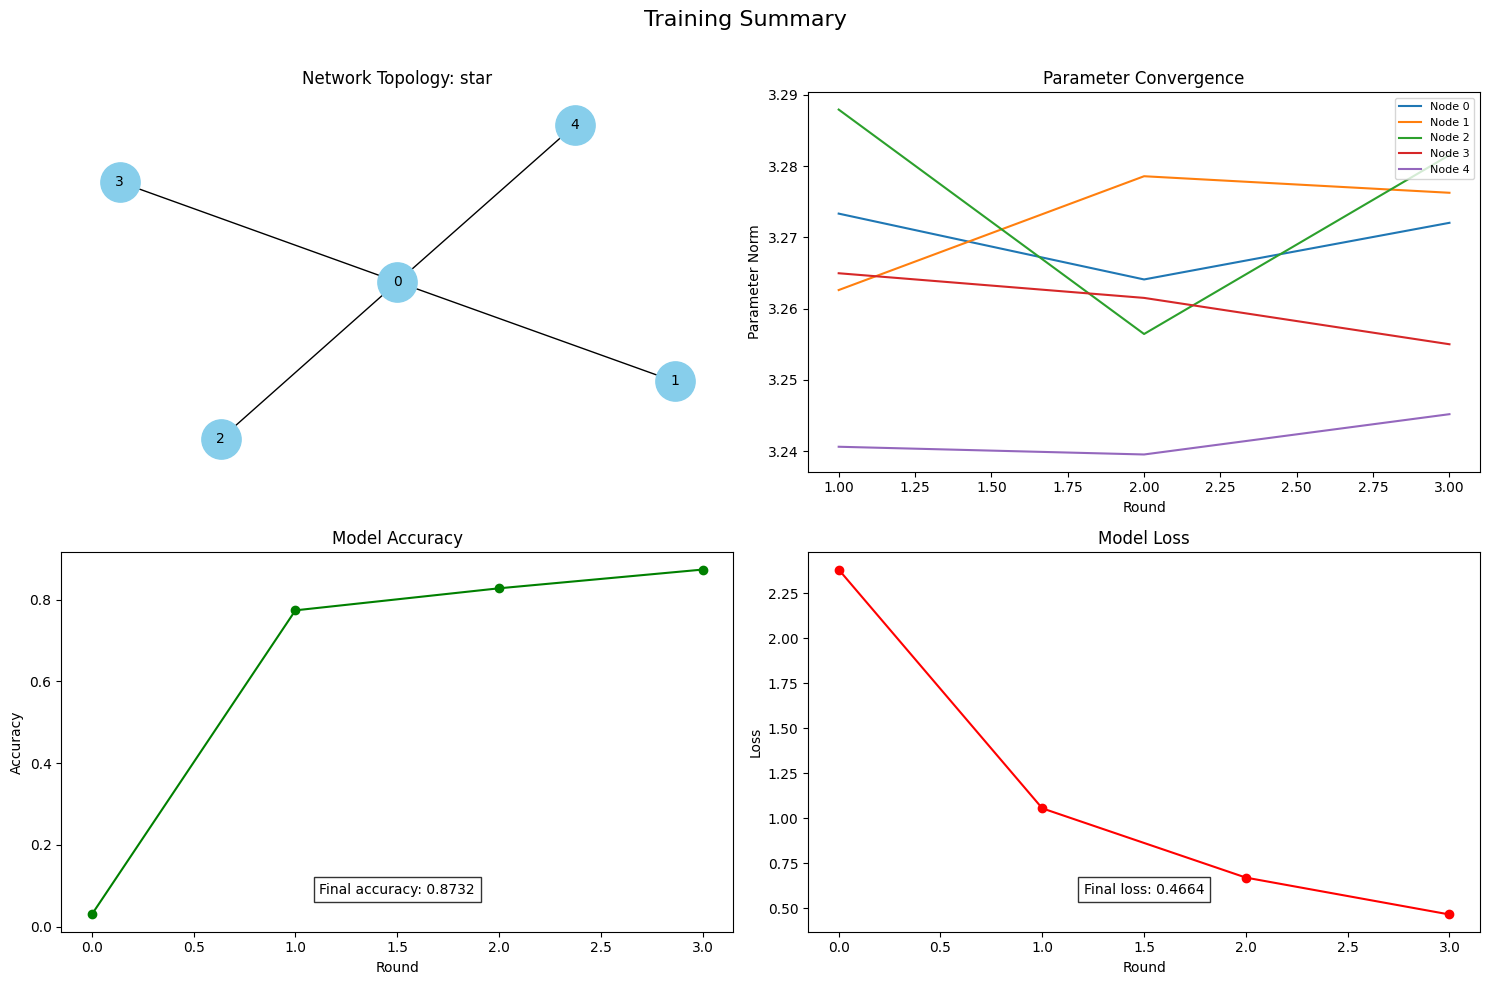 Training Summary
Network Topology: star
4
3
0
1
2
Parameter Convergence
Parameter Norm
3.29
3.28
3.27
3.26
3.25
3.24
Node 0
Node 1
Node 2
Node 3
Node 4
1.00 1.25 1.50 1.75 2.00 2.25 2.50 2.75 3.00
Round
Model Accuracy
Accuracy
0.8
0.6
0.4
0.2
0.0
Final accuracy: 0.8732
0.0 0.5 1.0 1.5 2.0 2.5 3.0
Round
Model Loss
Loss
2.25
2.00
1.75
1.50
1.25
1.00
0.75
0.50
Final loss: 0.4664
0.0 0.5 1.0 1.5 2.0 2.5 3.0
Round